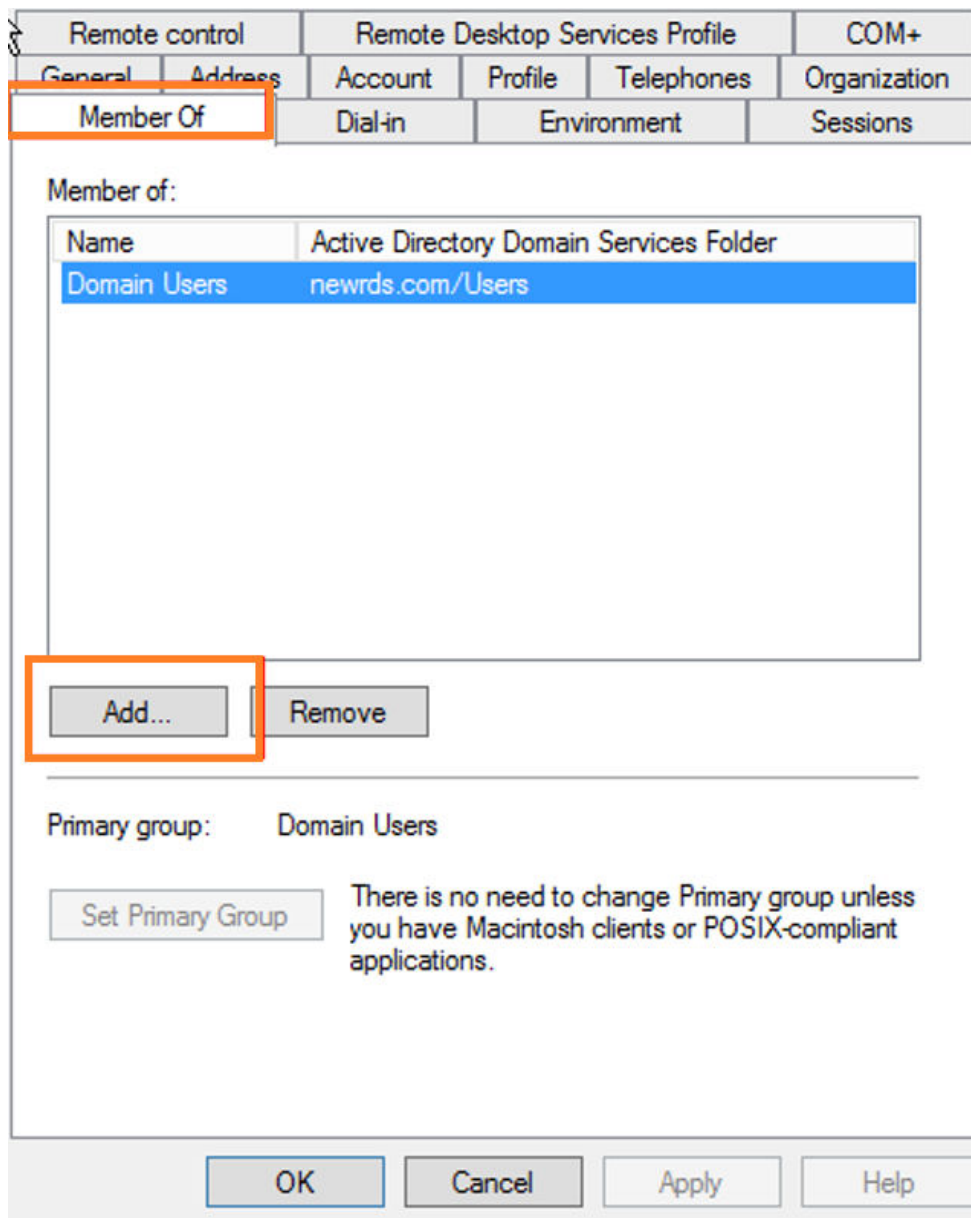 Remote control Remote Desktop Services Profile COM+
General Address Account Profile Telephones Organization
Member Of Dial-in Environment Sessions
Member of:
Name Active Directory Domain Services Folder
Domain Users newrds.com/Users
Add... Remove
Primary group: Domain Users
Set Primary Group
There is no need to change Primary group unless
you have Macintosh clients or POSIX-compliant
applications.
OK Cancel Apply Help